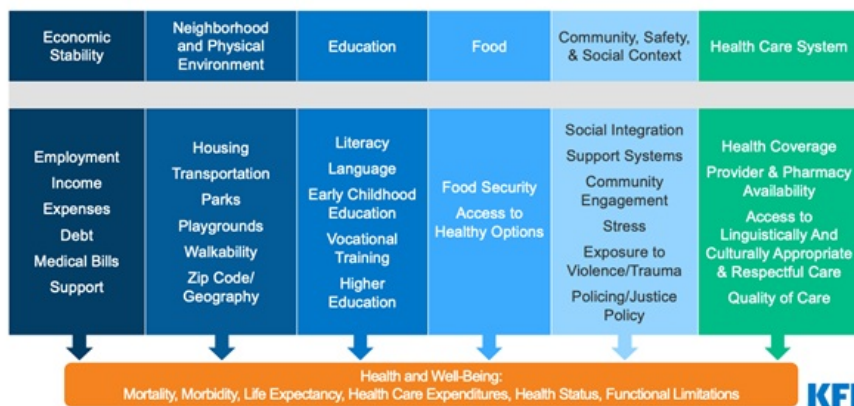 Economic
Stability
Neighborhood
and Physical
Environment
Education
Food
Community, Safety,
& Social Context
Health Care System
Employment
Income
Expenses
Debt
Medical Bills
Support
Housing
Transportation
Parks
Playgrounds
Walkability
Zip Code/
Geography
Literacy
Language
Early Childhood
Education
Vocational
Training
Higher
Education
Food Security
Access to
Healthy Options
Social Integration
Support Systems
Community
Engagement
Stress
Exposure to
Violence/Trauma
Policing/Justice
Policy
Health Coverage
Provider & Pharmacy
Availability
Access to
Linguistically And
Culturally Appropriate
& Respectful Care
Quality of Care
Health and Well-Being:
Mortality, Morbidity, Life Expectancy, Health Care Expenditures, Health Status, Functional Limitations